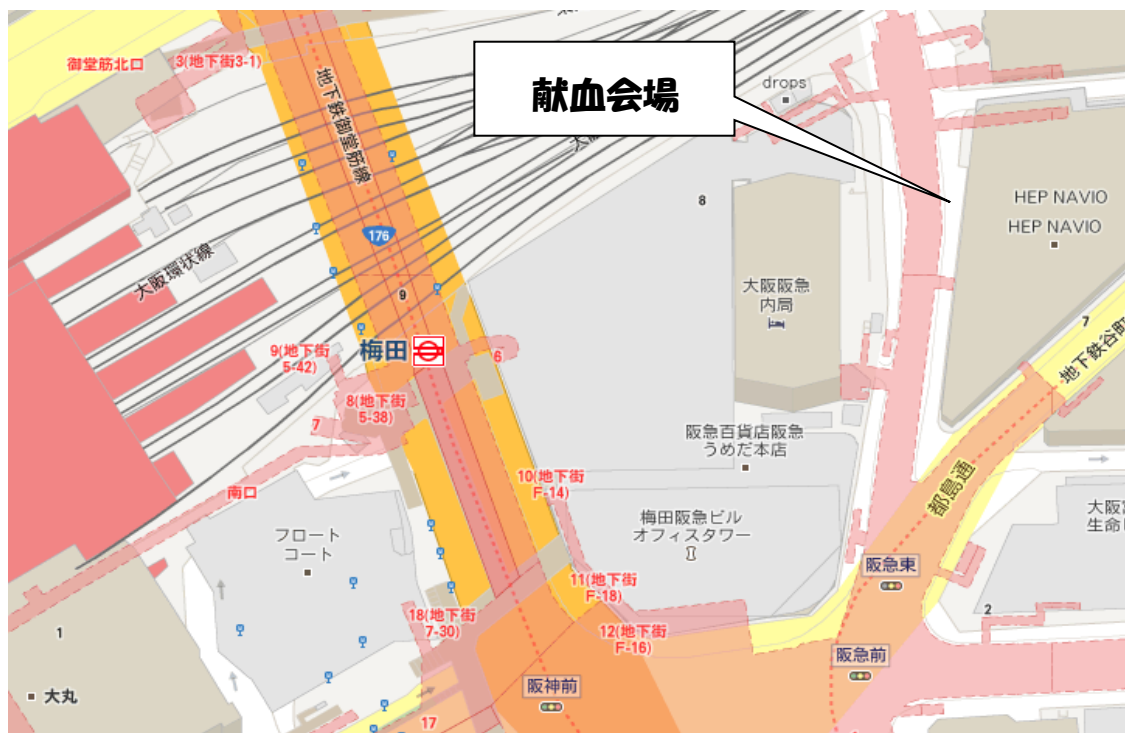 御堂筋北口
3(地下街3-1)
地下鉄御堂筋線
献血会場
drops
176
大阪環状線
8
HEP NAVIO
HEP NAVIO
大阪阪急
内局
9
梅田
6
9(地下街
5-42)
8(地下街
5-38)
7
7
地下鉄谷町
阪急百貨店阪急
うめだ本店
南口
10(地下街
F-14)
都島通
フロート
コート
梅田阪急ビル
オフィスタワー
生命
阪急東
11(地下街
F-18)
18(地下街
7-30)
12(地下街
F-16)
2
1
阪急前
大丸
阪神前
17